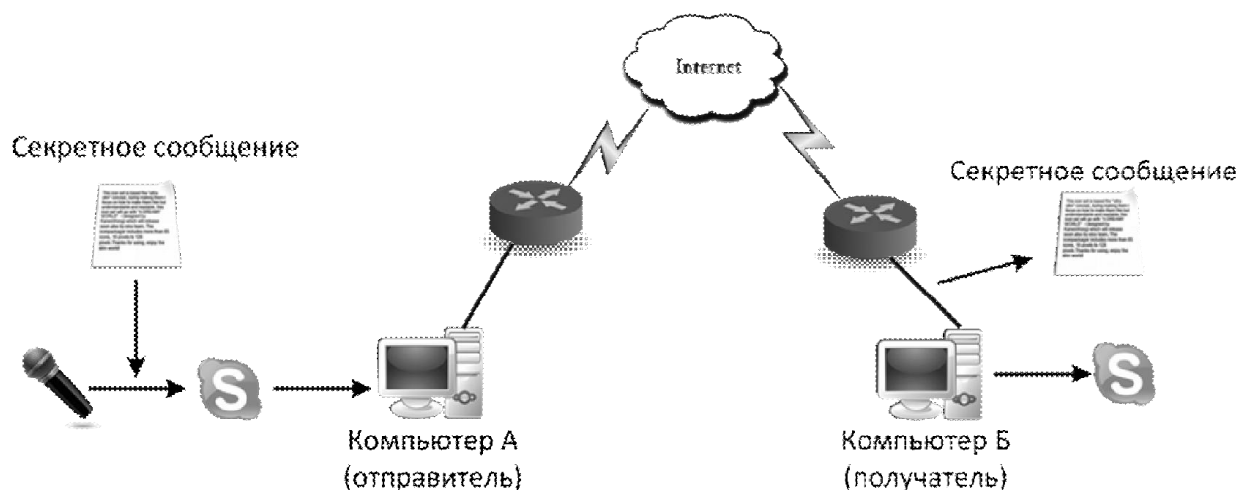 Internet
Секретное сообщение
Секретное сообщение
S
S
Компьютер А
(отправитель)
Компьютер Б
(получатель)